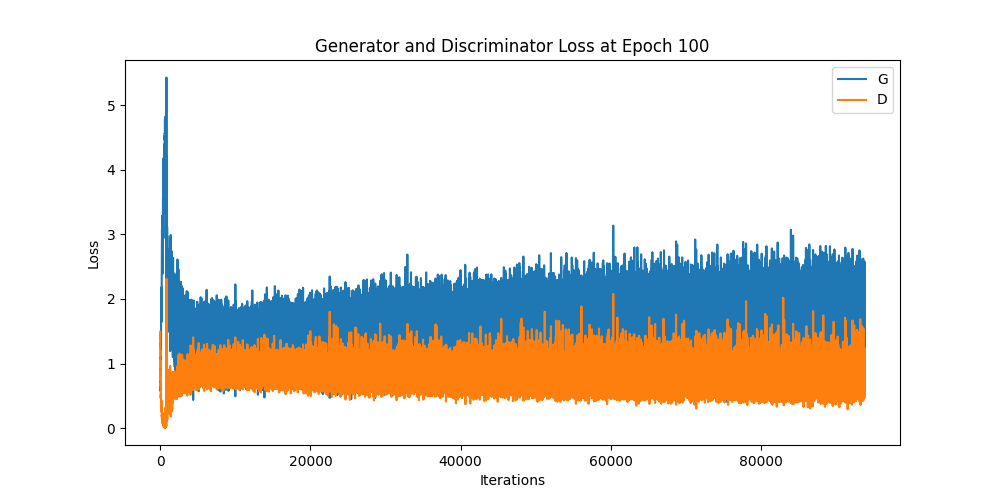 Generator and Discriminator Loss at Epoch 100
G
D
5
4
3
2
1
0
Loss
0 20000 40000 60000 80000
Iterations